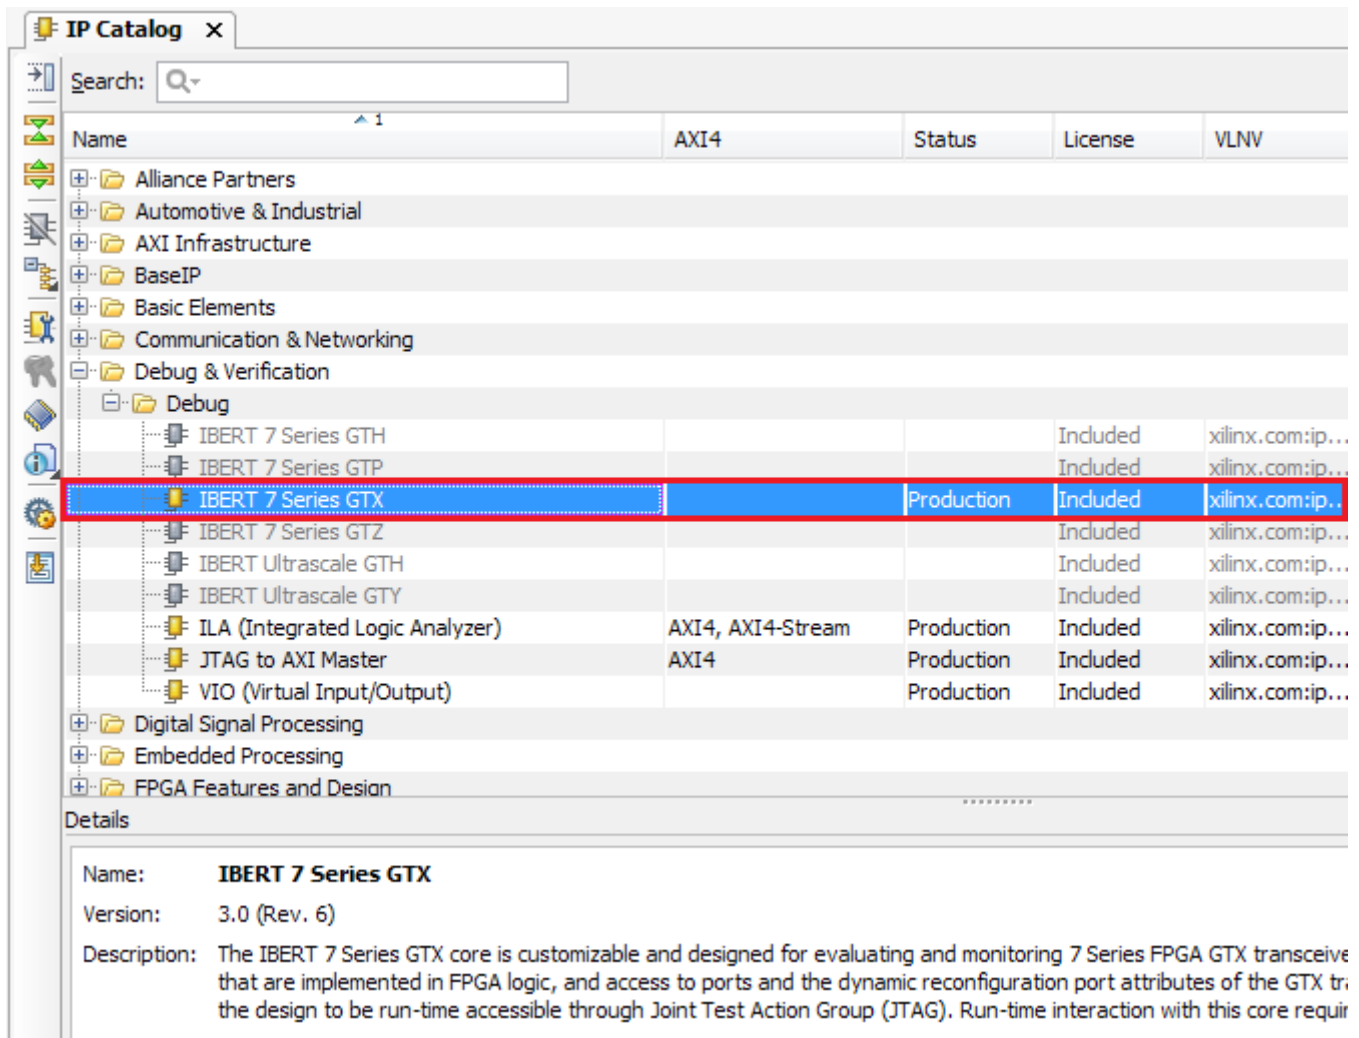 IP Catalog X
Search:
1
Name AXI4 Status License VLNV
Alliance Partners
Automotive & Industrial
AXI Infrastructure
BaseIP
Basic Elements
Communication & Networking
Debug & Verification
Debug
IBERT 7 Series GTH Included xilinx.com:ip...
IBERT 7 Series GTP Included xilinx.com:ip...
IBERT 7 Series GTX Production Included xilinx.com:ip...
IBERT 7 Series GTZ Included xilinx.com:ip...
IBERT Ultrascale GTH Included xilinx.com:ip...
IBERT Ultrascale GTY Included xilinx.com:ip...
ILA (Integrated Logic Analyzer) AXI4, AXI4-Stream Production Included xilinx.com:ip...
JTAG to AXI Master AXI4 Production Included xilinx.com:ip...
VIO (Virtual Input/Output) Production Included xilinx.com:ip...
Digital Signal Processing
Embedded Processing
FPGA Features and Design
Details
Name: IBERT 7 Series GTX
Version: 3.0 (Rev. 6)
Description: The IBERT 7 Series GTX core is customizable and designed for evaluating and monitoring 7 Series FPGA GTX transceive
that are implemented in FPGA logic, and access to ports and the dynamic reconfiguration port attributes of the GTX tra
the design to be run-time accessible through Joint Test Action Group (JTAG). Run-time interaction with this core requir